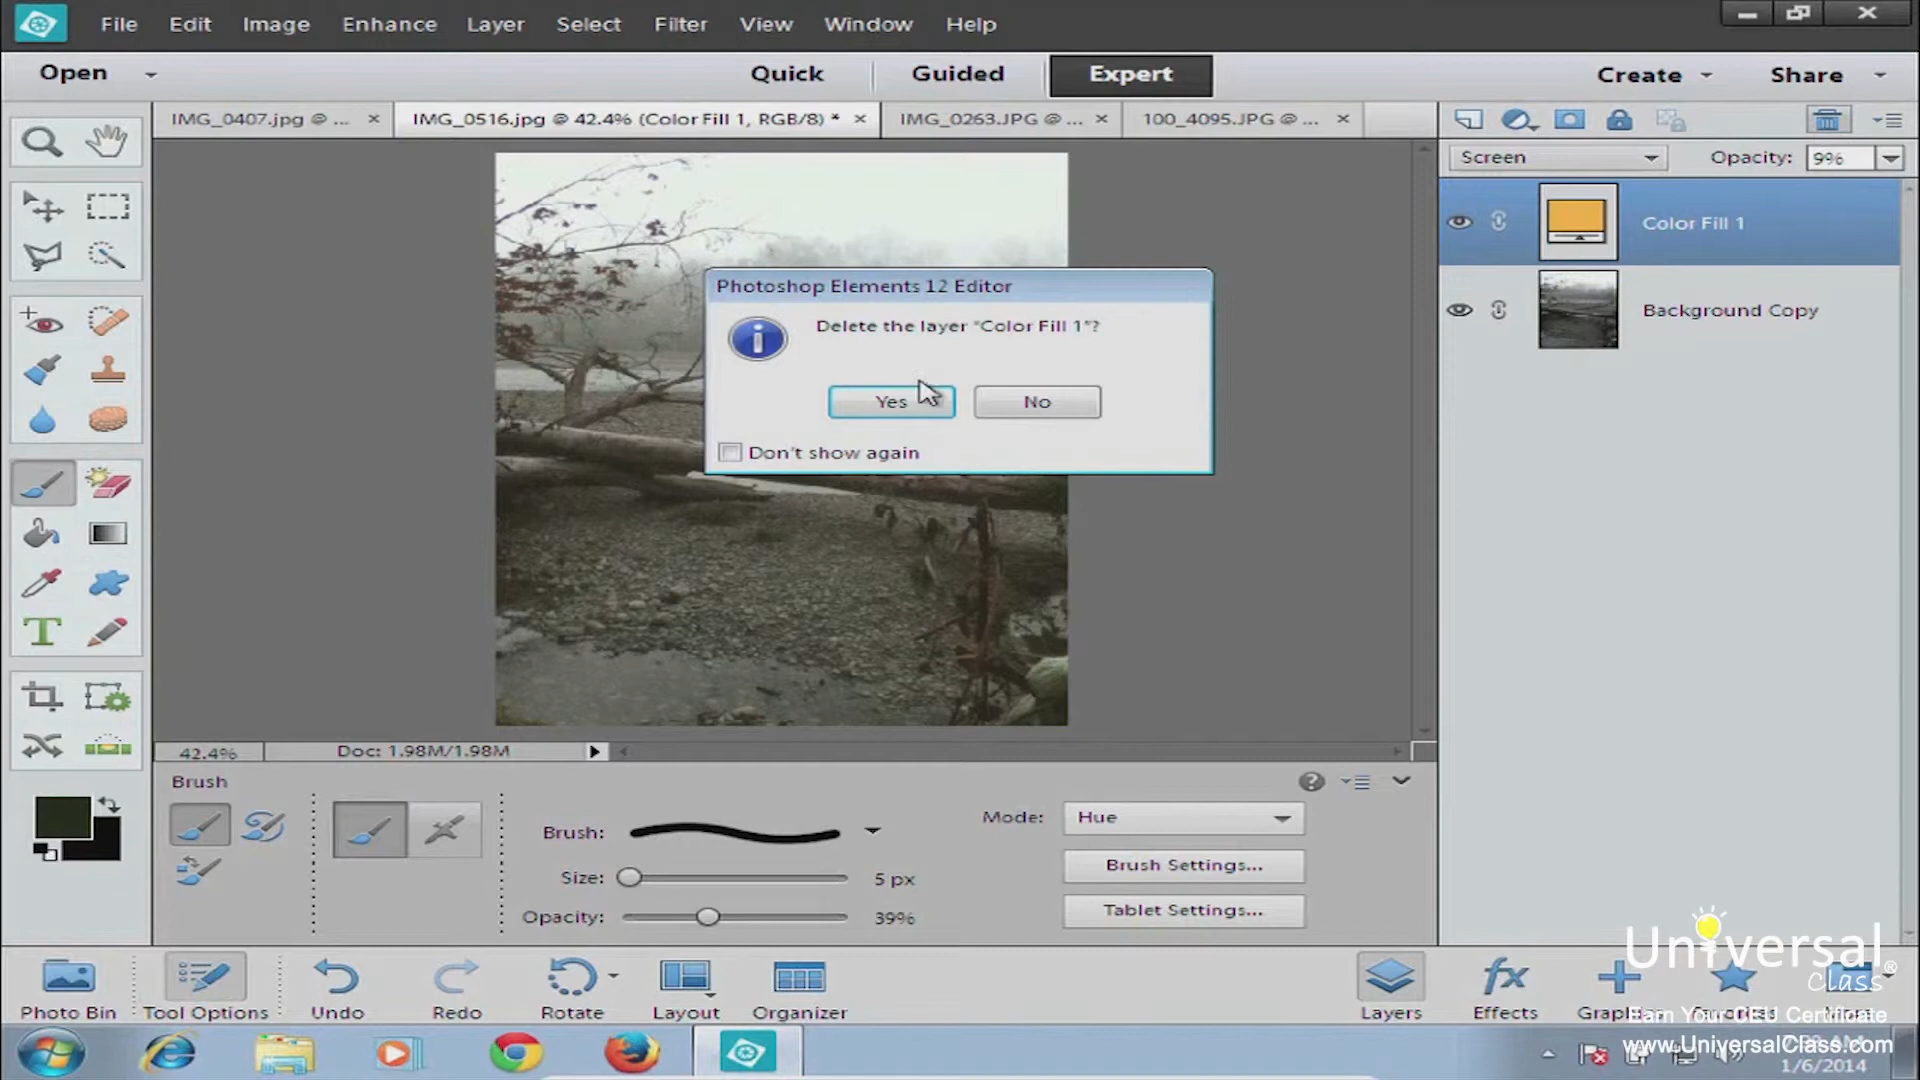 File Edit Image Enhance Layer Select Filter View Window Help
Open Quick Guided Expert Create Share
IMG_0407.jpg @ ... IMG_0516.jpg @ 42.4% (Color Fill 1, RGB/8) * IMG_0263.JPG @ ... 100_4095.JPG @ ...
Screen Opacity: 9%
Color Fill 1
Background Copy
Photoshop Elements 12 Editor
Delete the layer "Color Fill 1"?
Yes No
Don't show again
42.4% Doc: 1.98M/1.98M
Brush
Brush: Mode: Hue
Brush Settings...
Size: 5 px
Tablet Settings...
Opacity: 39%
Universal
Class
®
Photo Bin Tool Options Undo Redo Rotate Layout Organizer Layers Effects
Earn Your CEU Certificate
www.UniversalClass.com
1/6/2014